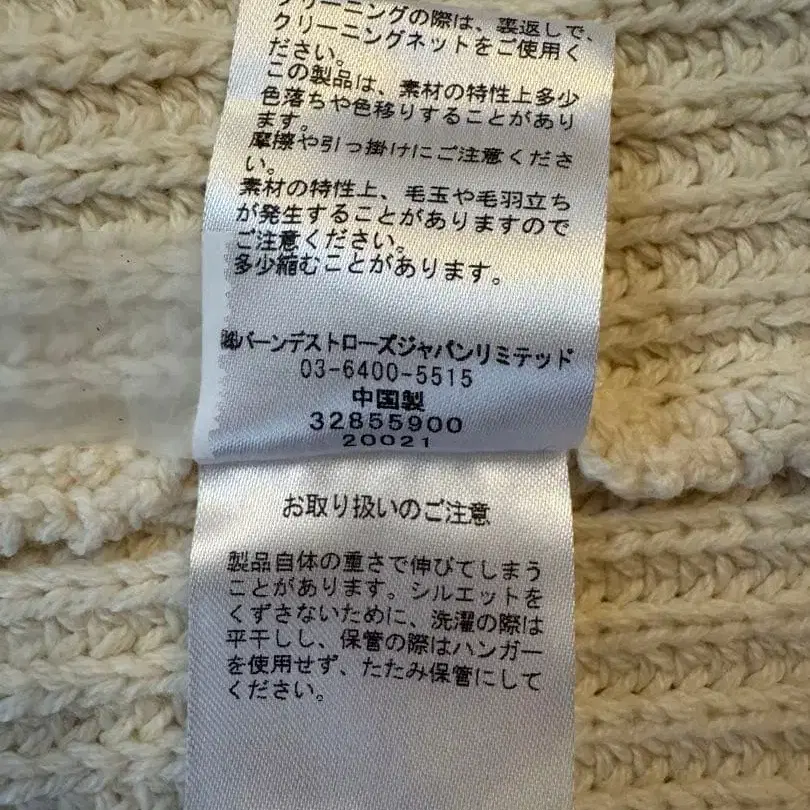 クリーニングの際は、裏返しで、
クリーニングネットをご使用く
ださい。
この製品は、素材の特性上多少
色落ちや色移りすることがあり
ます。
摩擦や引っ掛けにご注意くださ
い。
素材の特性上、毛玉や毛羽立ち
が発生することがありますので
ご注意ください。
多少縮むことがあります。
㈱バーンデストローズジャパンリミテッド
03-6400-5515
中国製
32855900
20021
お取り扱いのご注意
製品自体の重さで伸びてしまう
ことがあります。シルエットを
くずさないために、洗濯の際は
平干しし、保管の際はハンガー
を使用せず、たたみ保管にして
ください。